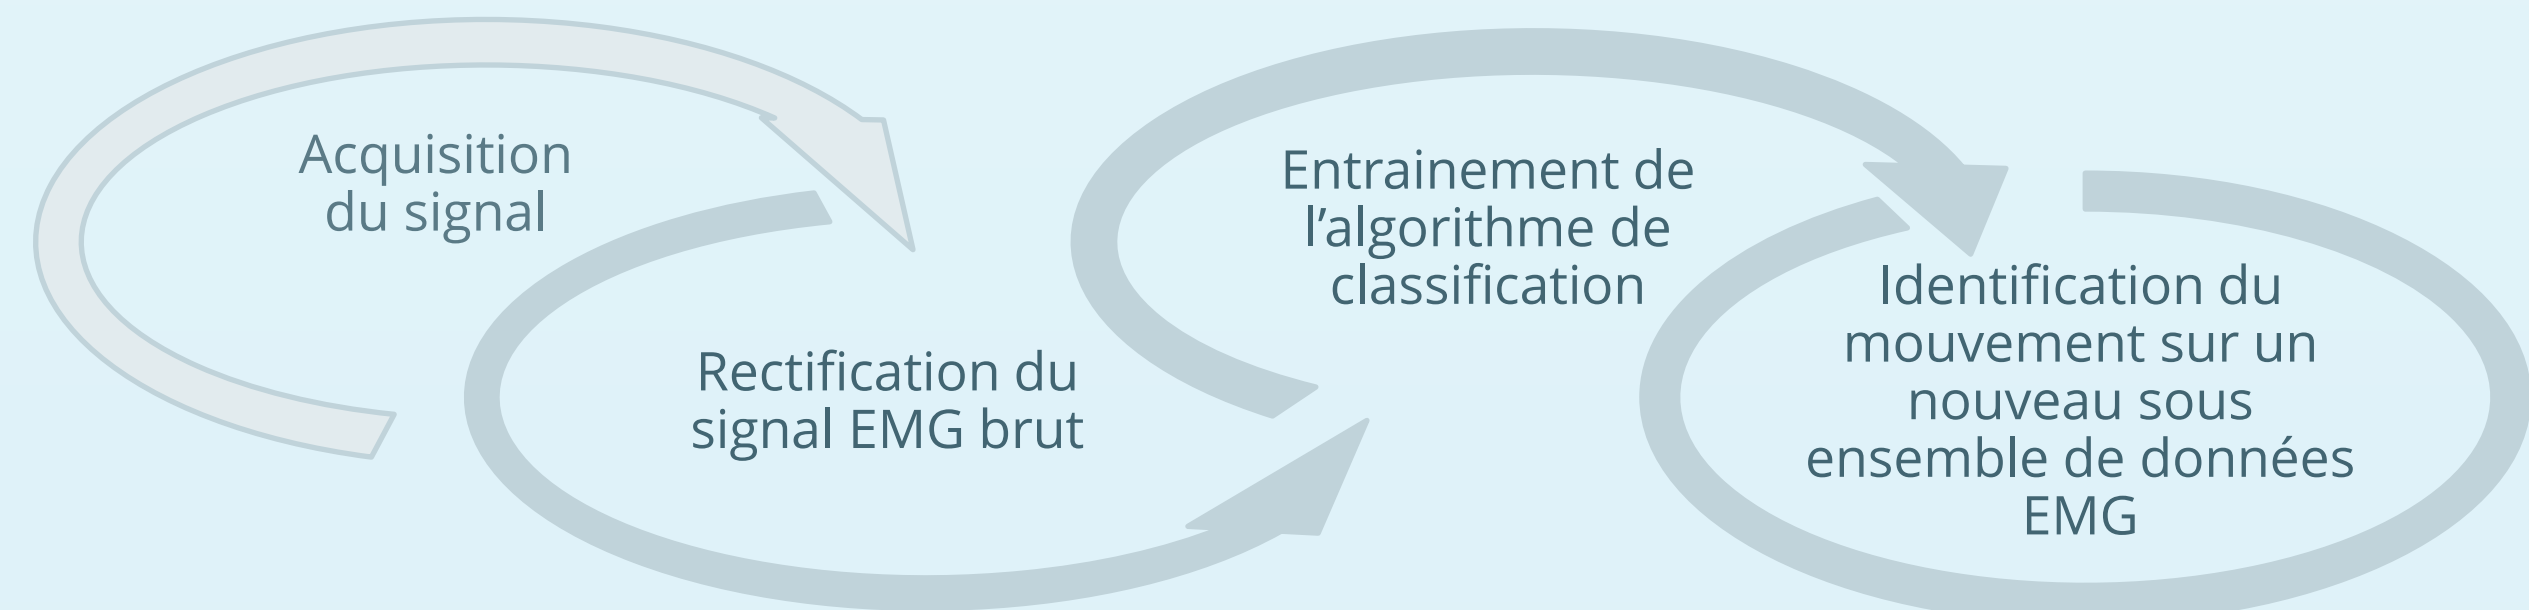 Acquisition
du signal
Rectification du
signal EMG brut
Entrainement de
l’algorithme de
classification
Identification du
mouvement sur un
nouveau sous
ensemble de données
EMG